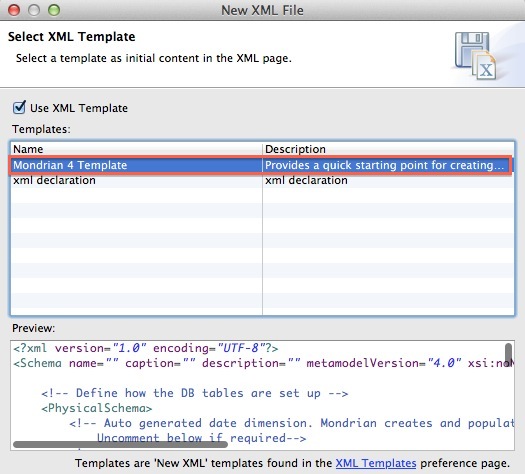 New XML File
Select XML Template
Select a template as initial content in the XML page.
Use XML Template
Templates:
Name Description
Mondrian 4 Template Provides a quick starting point for creating...
xml declaration xml declaration
Preview:
<?xml version="1.0" encoding="UTF-8"?>
<Schema name="" caption="" description="" metamodelVersion="4.0" xsi:noN
<!-- Define how the DB tables are set up -->
<PhysicalSchema>
<!-- Auto generated date dimension. Mondrian creates and populat
Uncomment below if required-->
Templates are 'New XML' templates found in the XML Templates preference page.